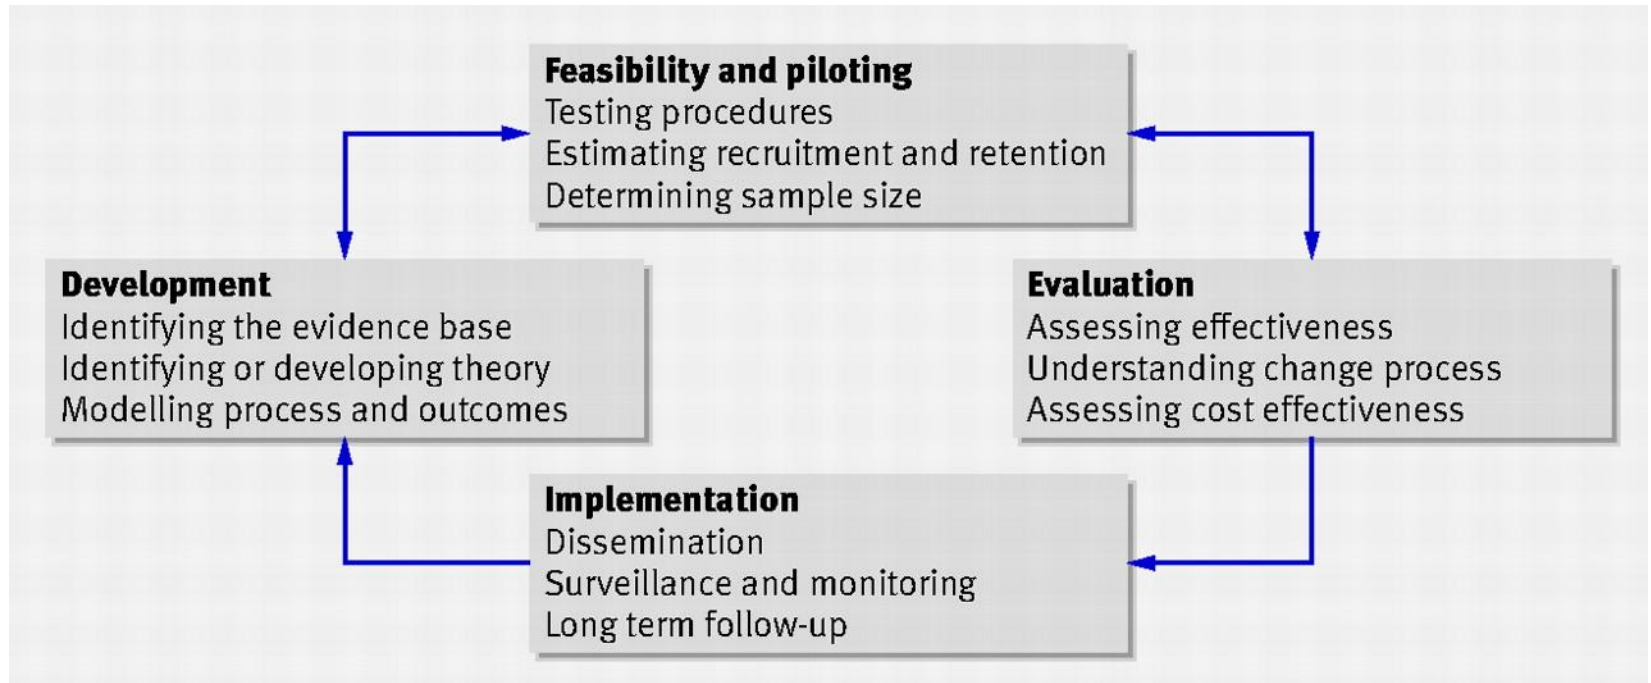 Feasibility and piloting
Testing procedures
Estimating recruitment and retention
Determining sample size
Development
Identifying the evidence base
Identifying or developing theory
Modelling process and outcomes
Evaluation
Assessing effectiveness
Understanding change process
Assessing cost effectiveness
Implementation
Dissemination
Surveillance and monitoring
Long term follow-up